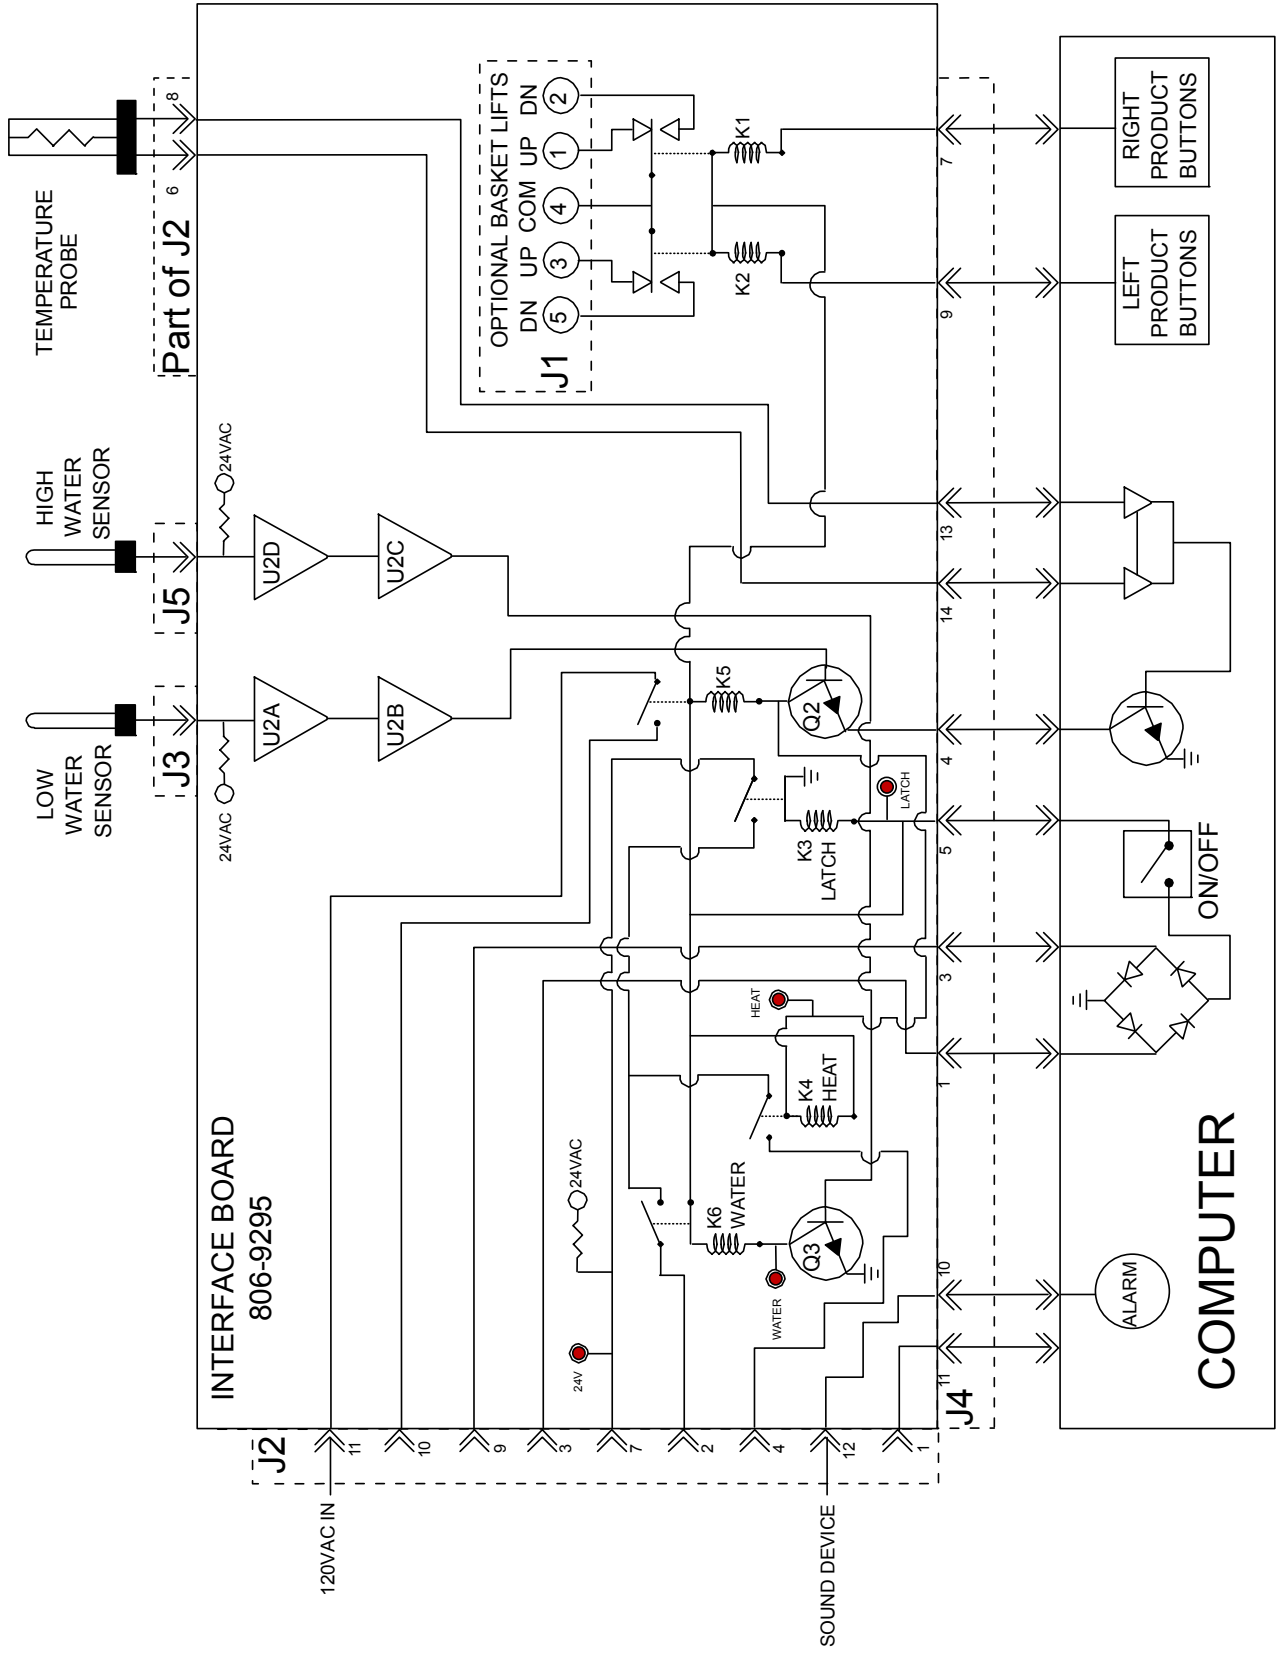 TEMPERATURE
PROBE
Part of J2
6
8
HIGH
WATER
SENSOR
J5
24VAC
LOW
WATER
SENSOR
J3
24VAC
INTERFACE BOARD
806-9295
U2D
U2C
U2A
U2B
OPTIONAL BASKET LIFTS
DN UP COM UP DN
5 3 4 1 2
J1
K2
K1
K5
Q2
K3
LATCH
LATCH
HEAT
K4
HEAT
24VAC
24V
K6
WATER
WATER
Q3
J2
11
10
9
3
7
2
4
12
1
120VAC IN
SOUND DEVICE
J4
11
10
1
3
5
4
14
13
9
7
ALARM
ON/OFF
LEFT
PRODUCT
BUTTONS
RIGHT
PRODUCT
BUTTONS
COMPUTER